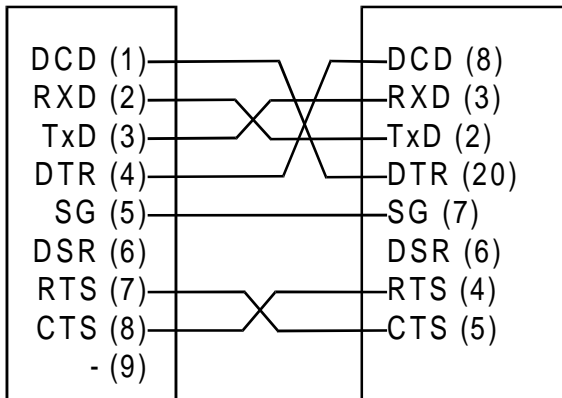 DCD (1) DCD (8)
RXD (2) RXD (3)
TxD (3) TxD (2)
DTR (4) DTR (20)
SG (5) SG (7)
DSR (6) DSR (6)
RTS (7) RTS (4)
CTS (8) CTS (5)
- (9)